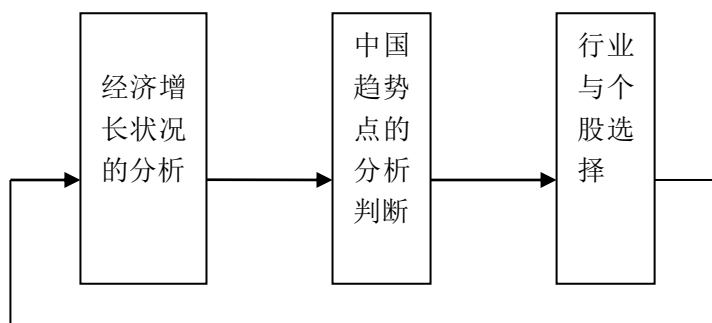 经济增
长状况
的分析
中国
趋势
点的
分析
判断
行业
与个
股选
择